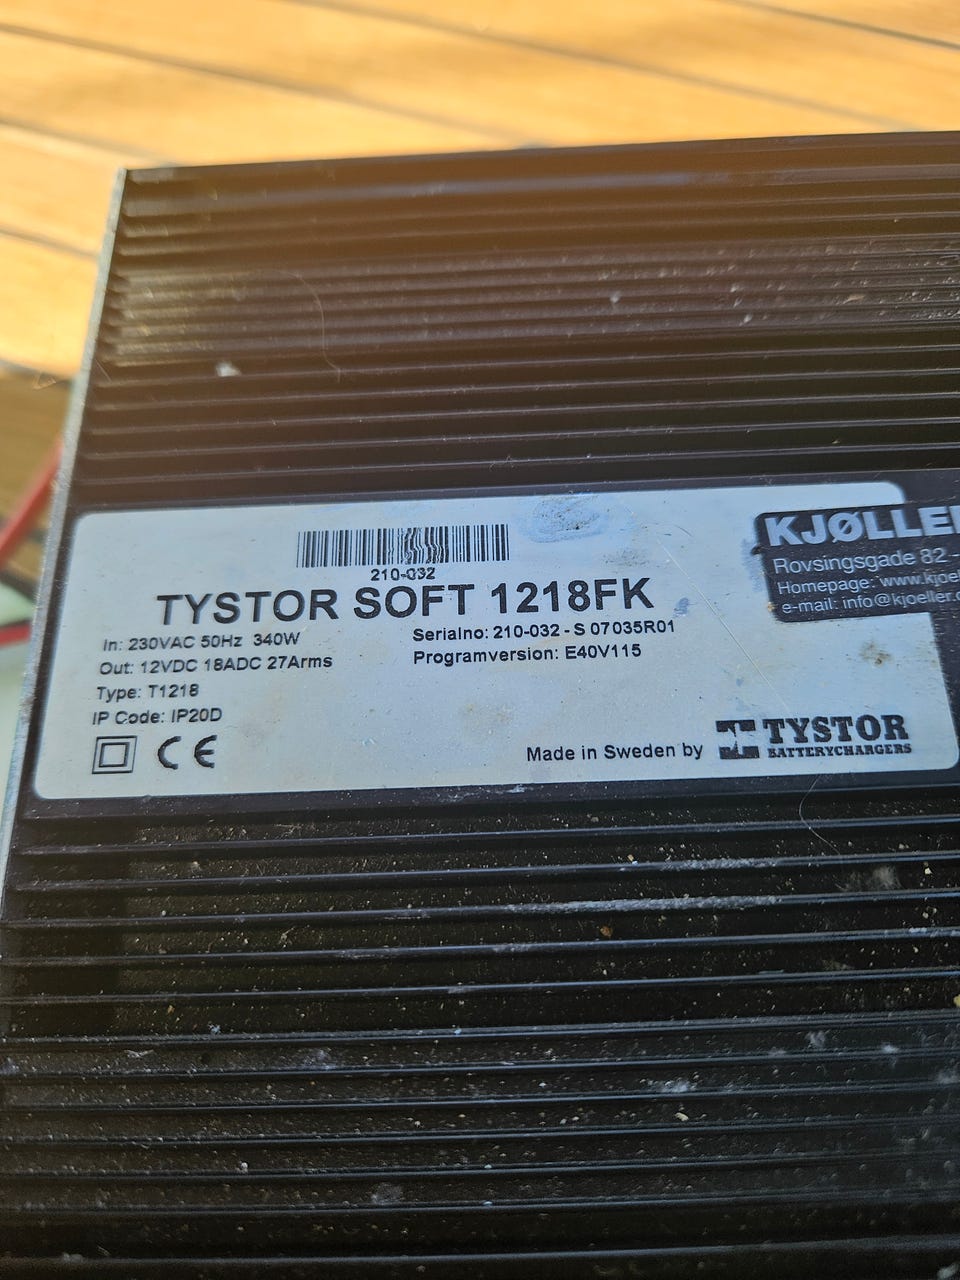 210-032
TYSTOR SOFT 1218FK
In: 230VAC 50Hz 340W
Out: 12VDC 18ADC 27Arms
Type: T1218
IP Code: IP20D
CE
Serialno: 210-032 - S 07035R01
Programversion: E40V115
Made in Sweden by
TYSTOR
BATTERYCHARGERS
KJØLLE
Rovsingsgade 82 -
Homepage: www.kjoel
e-mail: info@kjoeller.